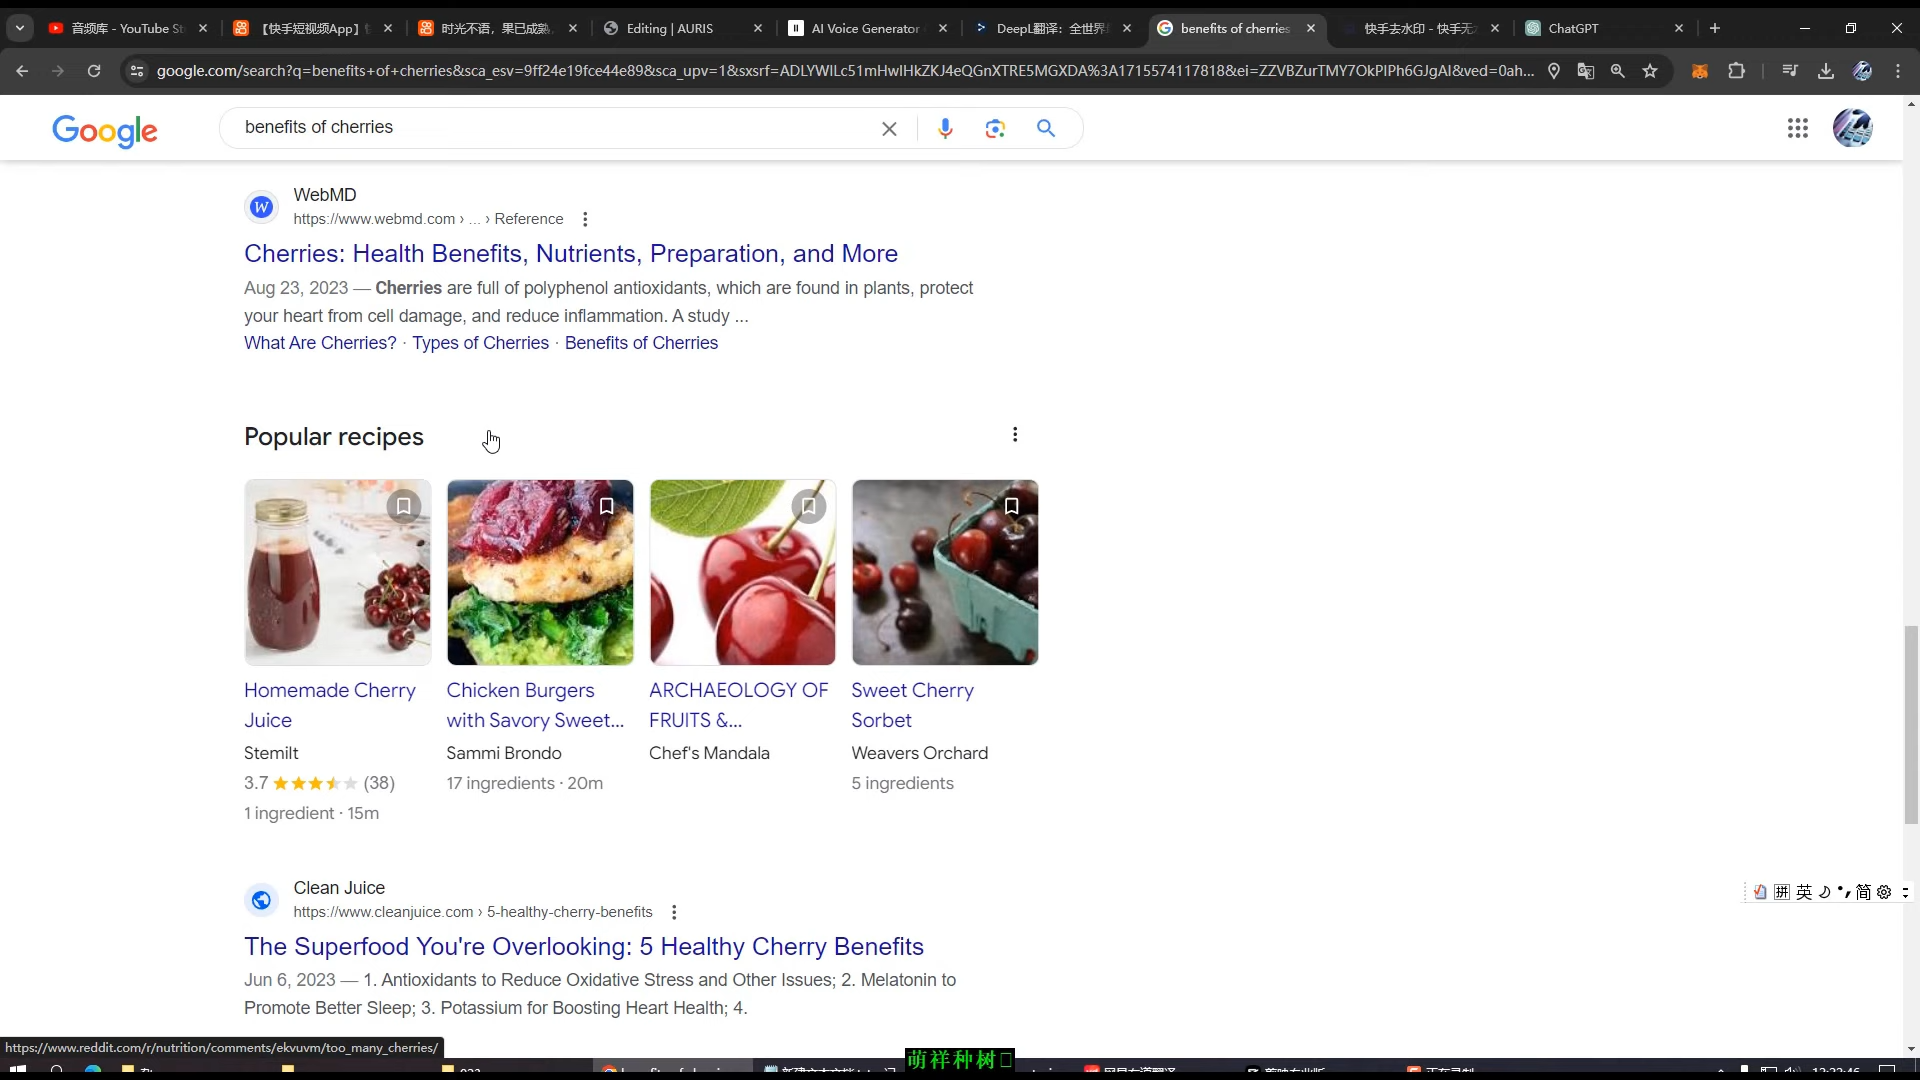 音频库 - YouTube St
【快手短视频App】
时光不语，果已成熟
Editing | AURIS
AI Voice Generator
DeepL翻译：全世界
benefits of cherries
快手去水印 - 快手无
ChatGPT
google.com/search?q=benefits+of+cherries&sca_esv=9ff24e19fce44e89&sca_upv=1&sxsrf=ADLYWILc51mHwlHkZKJ4eQGnXTRE5MGXDA%3A1715574117818&ei=ZZVBZurTMY7OkPIPh6GJgAI&ved=0ah...
Google
benefits of cherries
WebMD
https://www.webmd.com › ... › Reference
Cherries: Health Benefits, Nutrients, Preparation, and More
Aug 23, 2023 — Cherries are full of polyphenol antioxidants, which are found in plants, protect
your heart from cell damage, and reduce inflammation. A study ...
What Are Cherries? · Types of Cherries · Benefits of Cherries
Popular recipes
Homemade Cherry
Juice
Stemilt
3.7 (38)
1 ingredient · 15m
Chicken Burgers
with Savory Sweet...
Sammi Brondo
17 ingredients · 20m
ARCHAEOLOGY OF
FRUITS &...
Chef's Mandala
Sweet Cherry
Sorbet
Weavers Orchard
5 ingredients
拼 英 简
Clean Juice
https://www.cleanjuice.com › 5-healthy-cherry-benefits
The Superfood You're Overlooking: 5 Healthy Cherry Benefits
Jun 6, 2023 — 1. Antioxidants to Reduce Oxidative Stress and Other Issues; 2. Melatonin to
Promote Better Sleep; 3. Potassium for Boosting Heart Health; 4.
https://www.reddit.com/r/nutrition/comments/ekvuvm/too_many_cherries/
萌祥种树